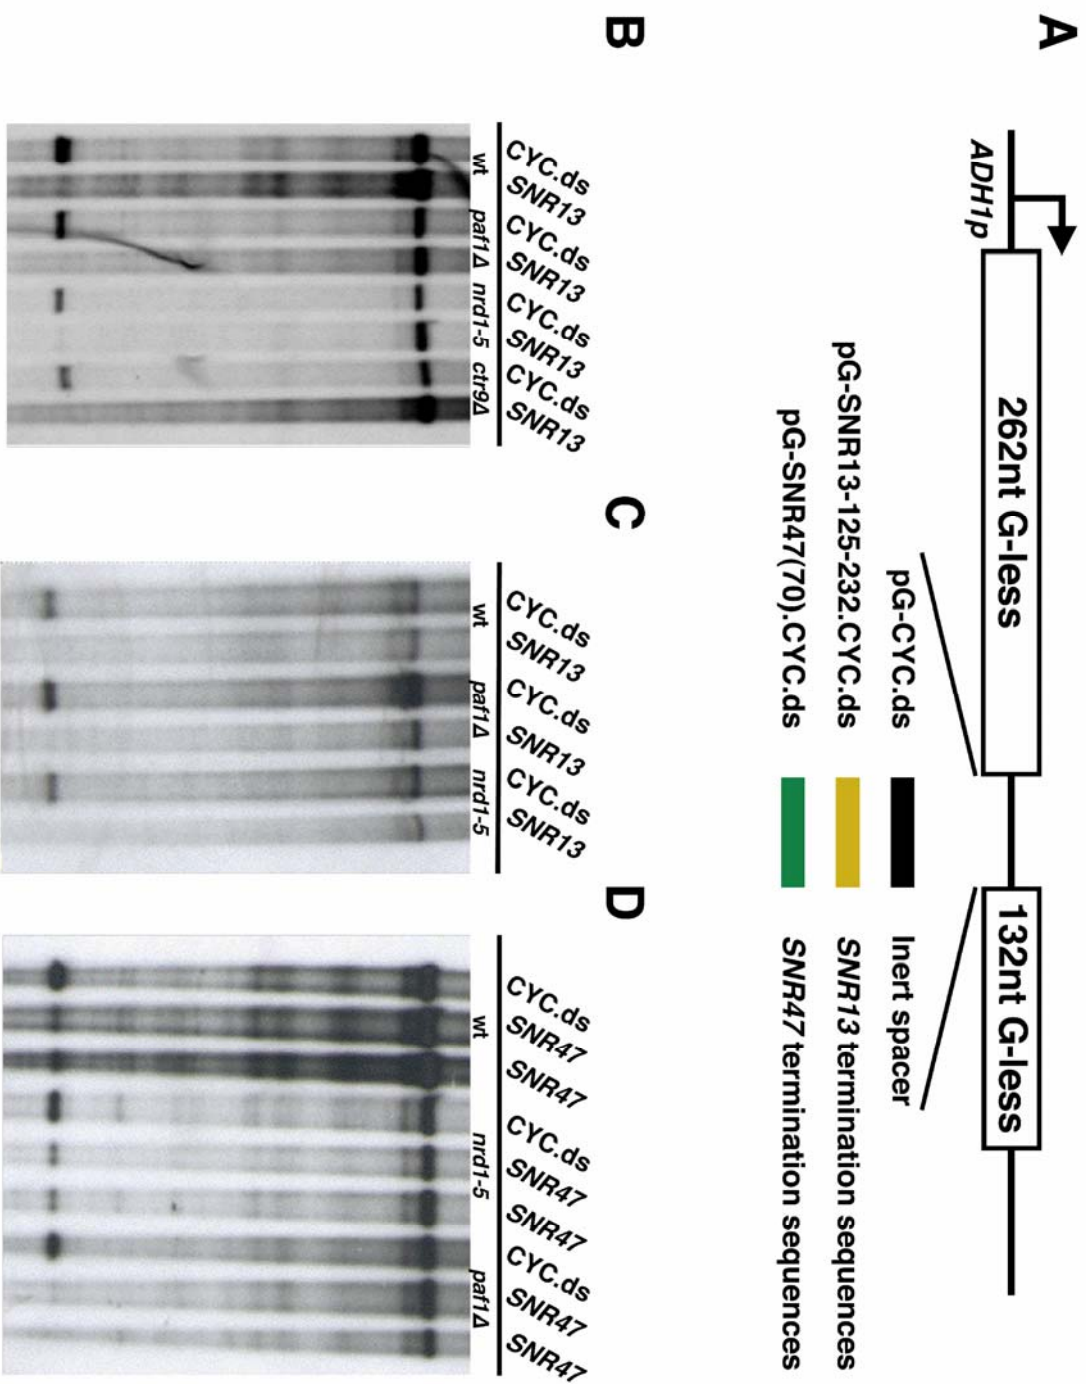 A
ADH1p
262nt G-less
132nt G-less
pG-CYC.ds
Inert spacer
pG-SNR13-125-232.CYC.ds
SNR13 termination sequences
pG-SNR47(70).CYC.ds
SNR47 termination sequences
B
CYC.ds
SNR13
CYC.ds
SNR13
CYC.ds
SNR13
CYC.ds
SNR13
wt
paf1Δ
nrd1-5
ctr9Δ
C
CYC.ds
SNR13
CYC.ds
SNR13
CYC.ds
SNR13
wt
paf1Δ
nrd1-5
D
CYC.ds
SNR47
SNR47
CYC.ds
SNR47
SNR47
CYC.ds
SNR47
SNR47
wt
nrd1-5
paf1Δ